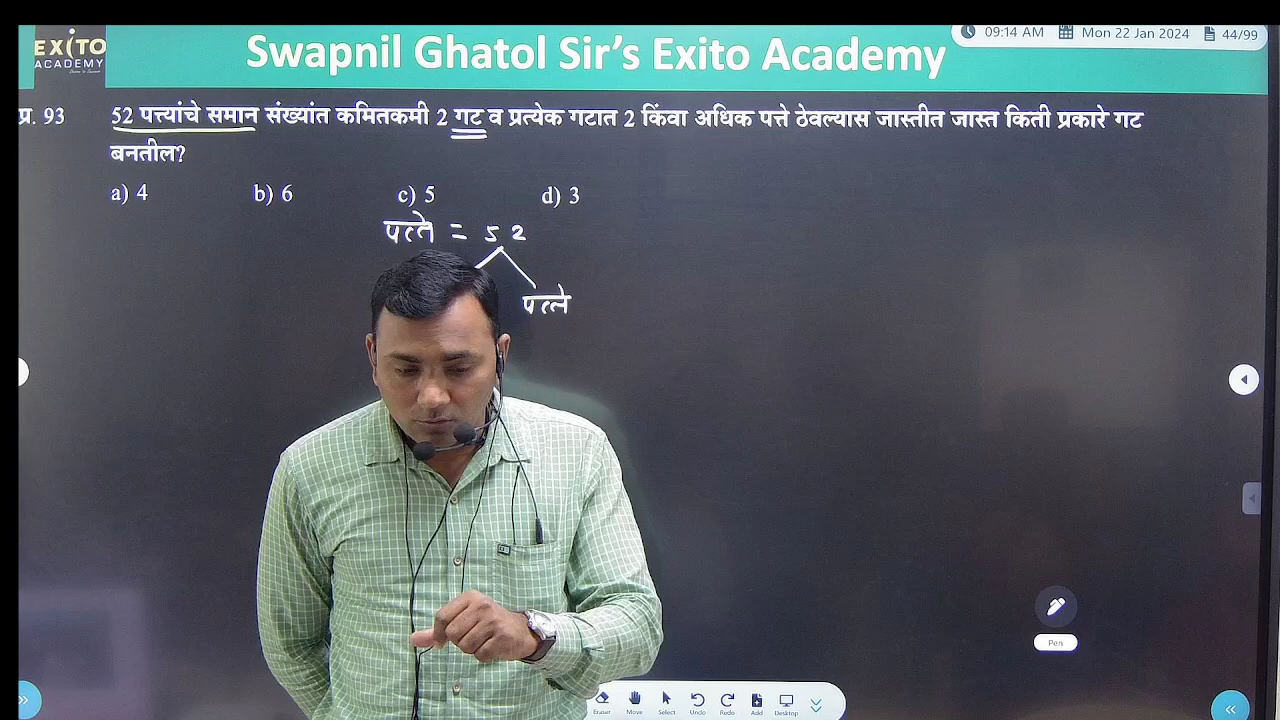 EXiTO
ACADEMY
Swapnil Ghatol Sir's Exito Academy
09:14 AM Mon 22 Jan 2024 44/99
प्र. 93 52 पत्त्यांचे समान संख्यांत कमितकमी 2 गट व प्रत्येक गटात 2 किंवा अधिक पत्ते ठेवल्यास जास्तीत जास्त किती प्रकारे गट
बनतील?
a) 4 b) 6 c) 5 d) 3
पत्ते = 52
पत्ते
Pen
Eraser Move Select Undo Redo Add Desktop